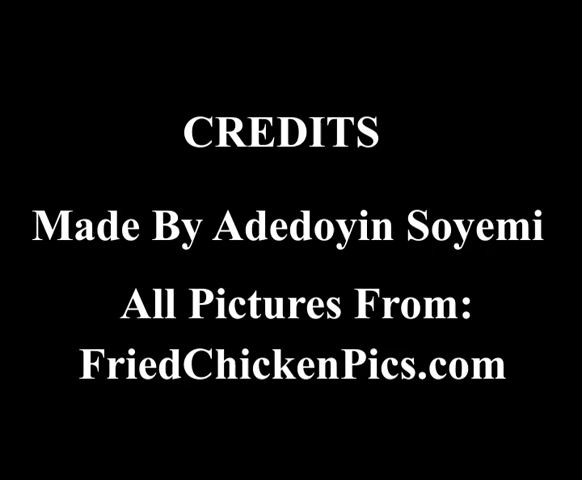 CREDITS
Made By Adedoyin Soyemi
All Pictures From:
FriedChickenPics.com